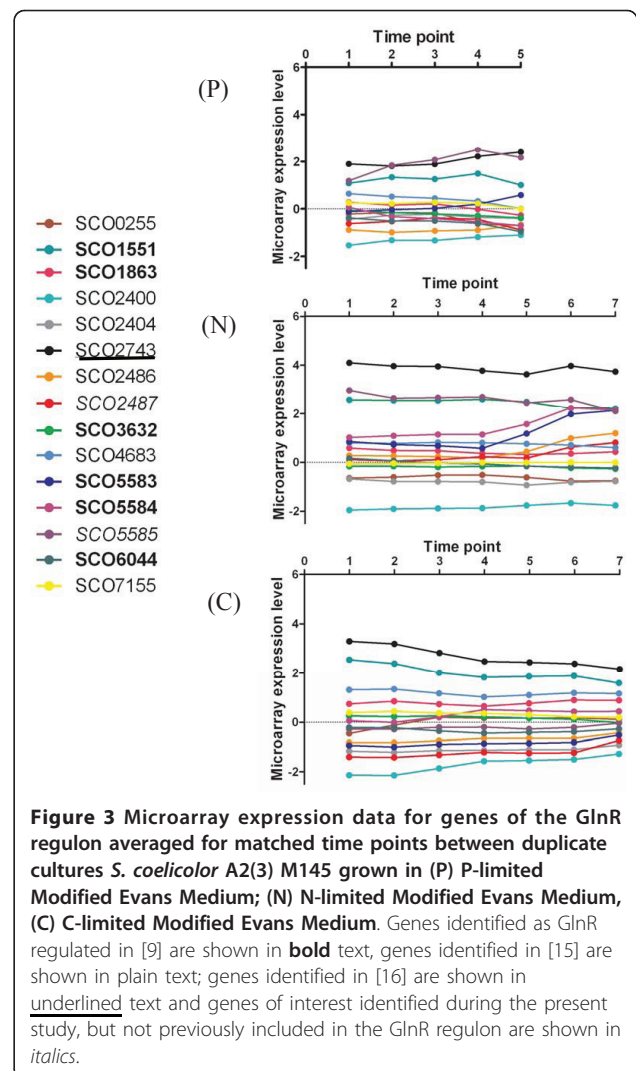 Time point
0 1 2 3 4 5
(P)
Microarray expression level
6
4
2
0
-2
SCO0255
SCO1551
SCO1863
SCO2400
SCO2404
SCO2743
SCO2486
SCO2487
SCO3632
SCO4683
SCO5583
SCO5584
SCO5585
SCO6044
SCO7155
Time point
0 1 2 3 4 5 6 7
(N)
Microarray expression level
6
4
2
0
-2
Time point
0 1 2 3 4 5 6 7
(C)
Microarray expression level
6
4
2
0
-2
Figure 3 Microarray expression data for genes of the GlnR
regulon averaged for matched time points between duplicate
cultures S. coelicolor A2(3) M145 grown in (P) P-limited
Modified Evans Medium; (N) N-limited Modified Evans Medium,
(C) C-limited Modified Evans Medium. Genes identified as GlnR
regulated in [9] are shown in bold text, genes identified in [15] are
shown in plain text; genes identified in [16] are shown in
underlined text and genes of interest identified during the present
study, but not previously included in the GlnR regulon are shown in
italics.